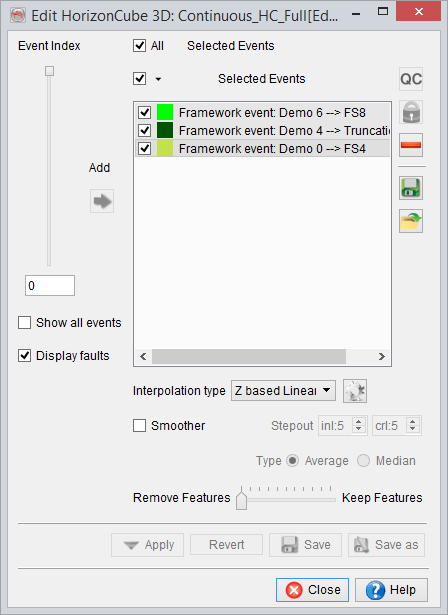 Edit HorizonCube 3D: Continuous_HC_Full[Ed...
Event Index
All
Selected Events
Selected Events
QC
Framework event: Demo 6 --> FS8
Framework event: Demo 4 --> Truncatio
Framework event: Demo 0 --> FS4
Add
0
Show all events
Display faults
Interpolation type
Z based Linear
Smoother
Stepout
inl:5
crl:5
Type
Average
Median
Remove Features
Keep Features
Apply
Revert
Save
Save as
Close
Help